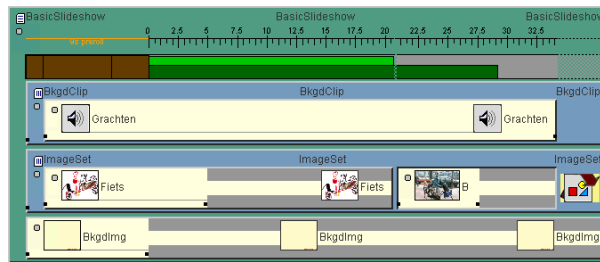 BasicSlideshow BasicSlideshow BasicSlideshow
0 2.5 5 7.5 10 12.5 15 17.5 20 22.5 25 27.5 30 32.5
BkgdClip BkgdClip BkgdClip
Grachten Grachten
ImageSet ImageSet ImageSet
Fiets Fiets B
BkgdImg BkgdImg BkgdImg